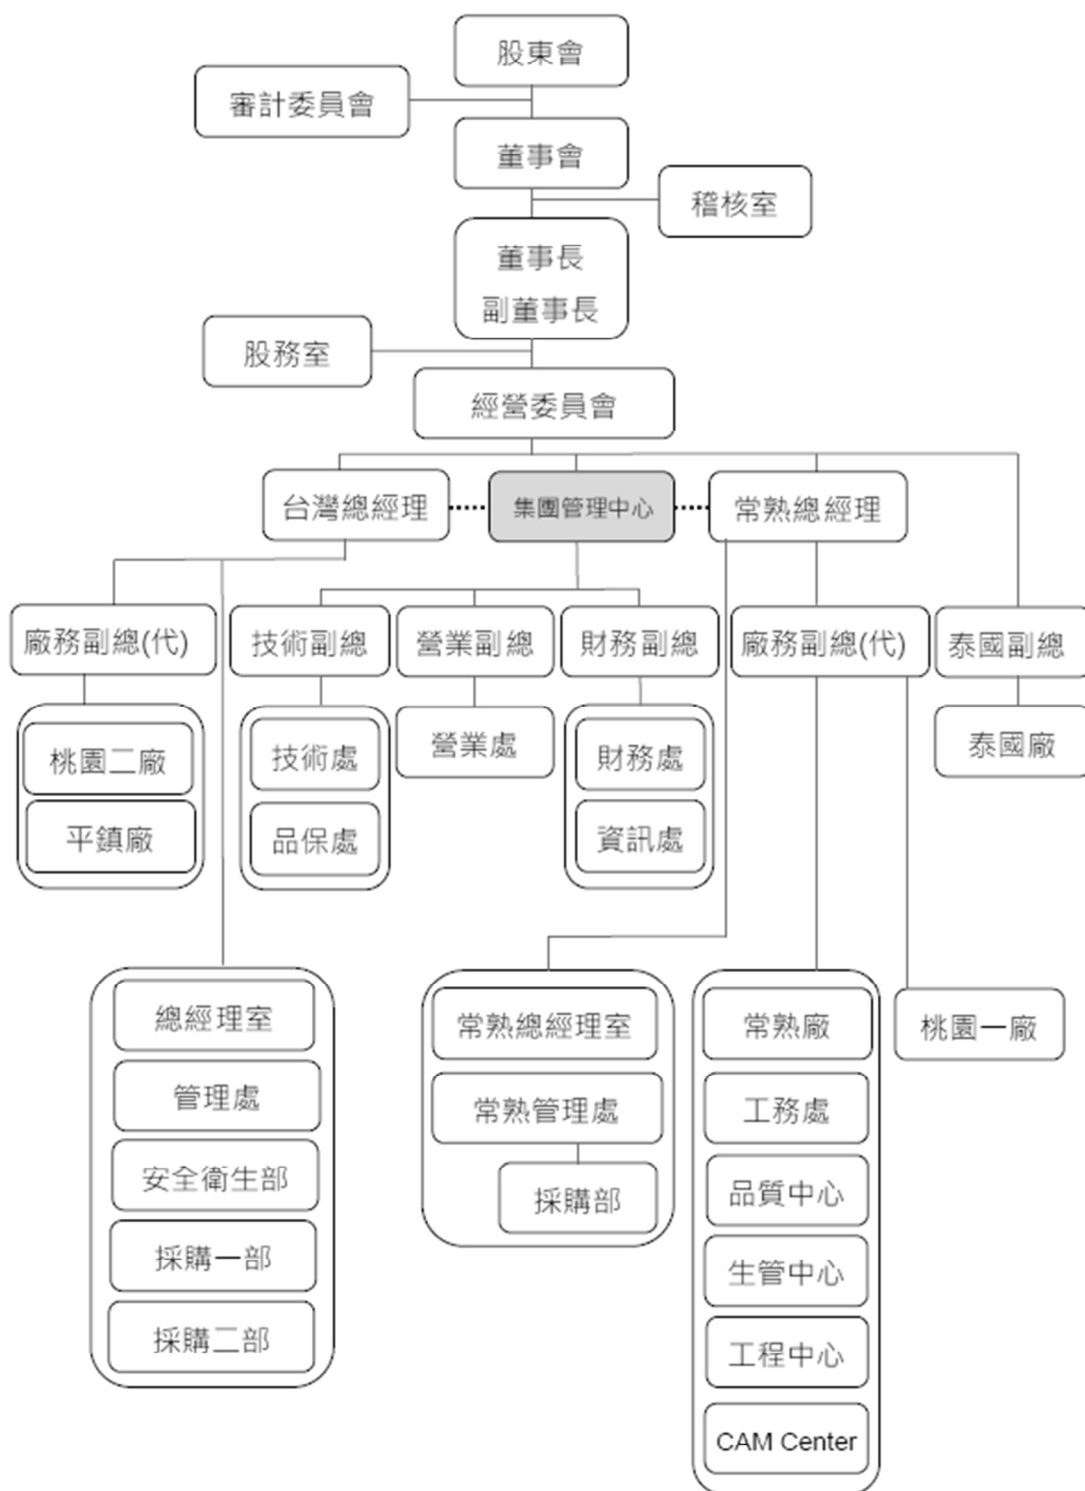 股東會
審計委員會
董事會
稽核室
董事長
副董事長
股務室
經營委員會
台灣總經理
集團管理中心
常熟總經理
廠務副總(代)
技術副總
營業副總
財務副總
廠務副總(代)
泰國副總
桃園二廠
平鎮廠
技術處
品保處
營業處
財務處
資訊處
泰國廠
總經理室
管理處
安全衛生部
採購一部
採購二部
常熟總經理室
常熟管理處
採購部
常熟廠
工務處
品質中心
生管中心
工程中心
CAM Center
桃園一廠